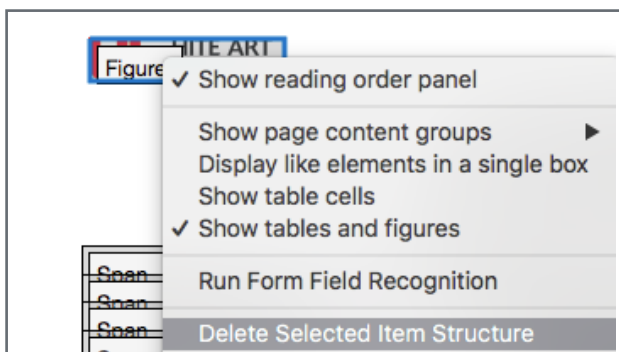 HITE ART
Figure
✓ Show reading order panel
Show page content groups
Display like elements in a single box
Show table cells
✓ Show tables and figures
Run Form Field Recognition
Span
Span
Span
Delete Selected Item Structure